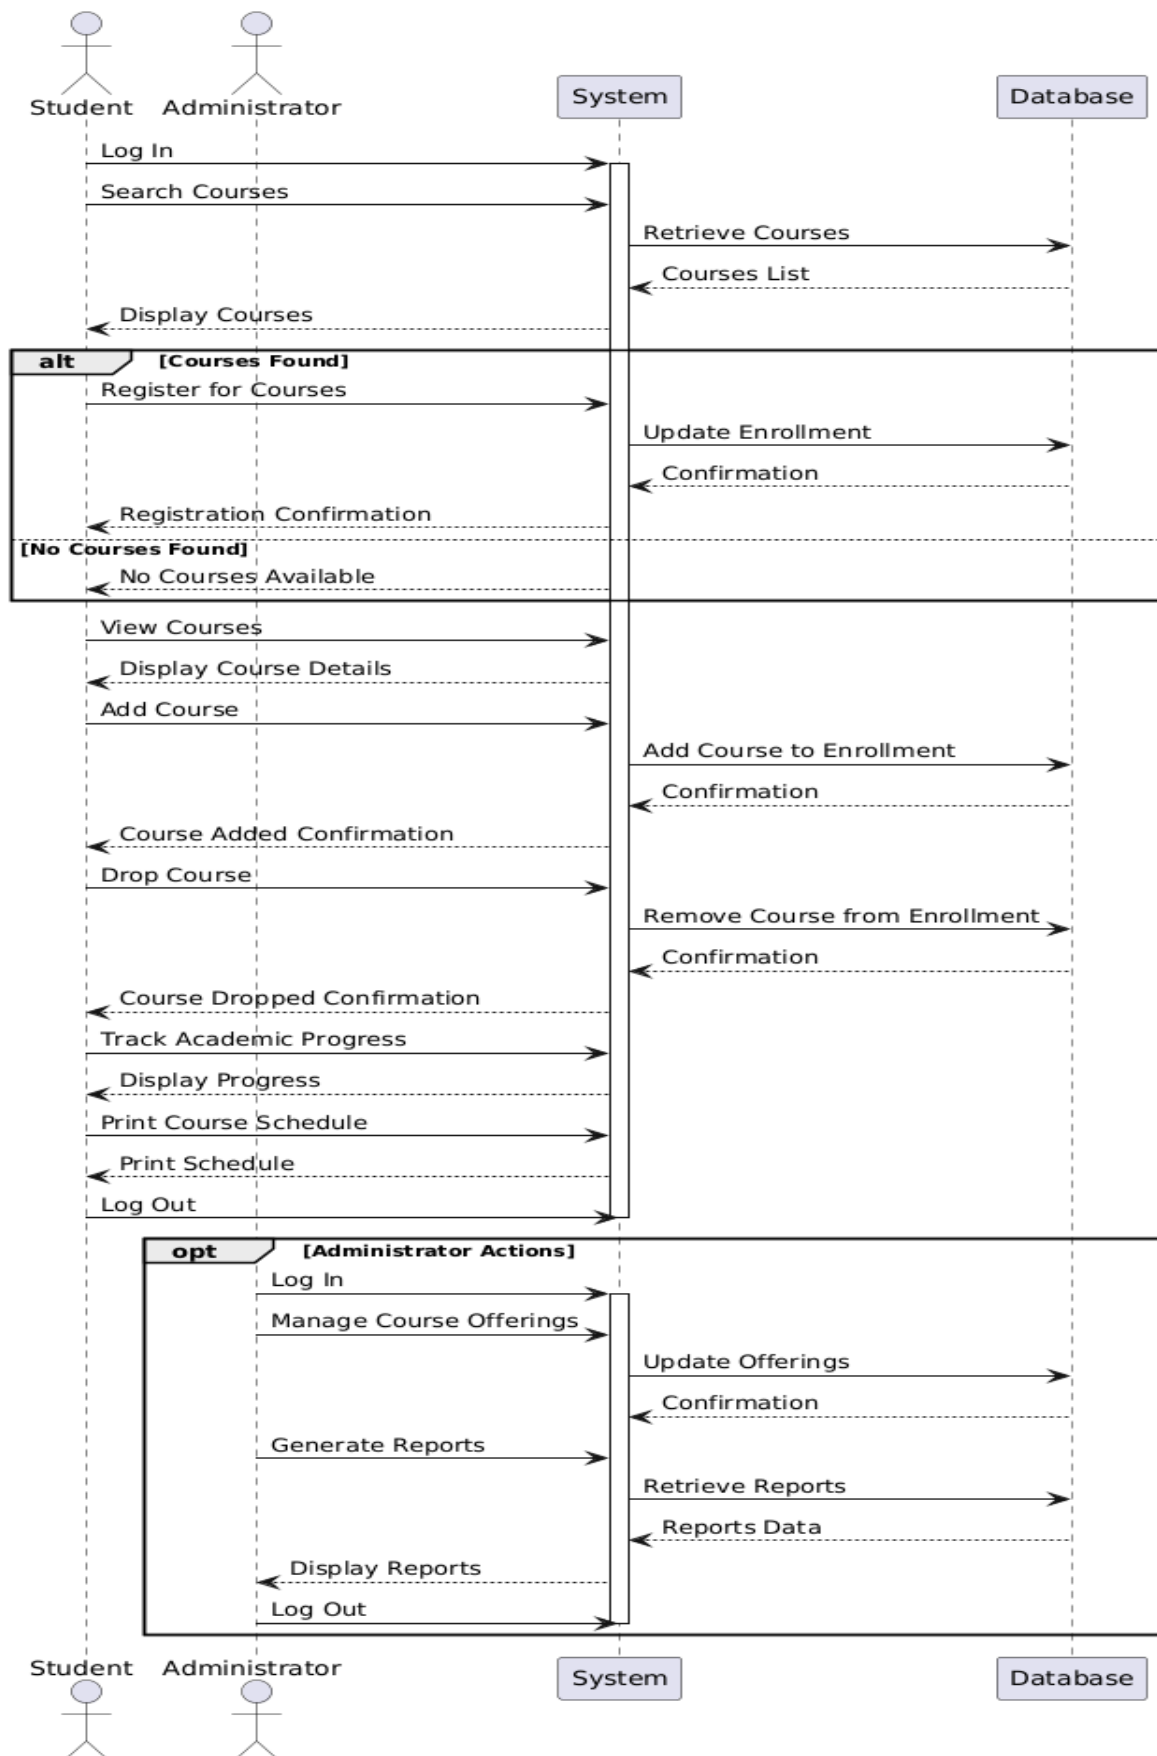 Student Administrator System Database
Log In
Search Courses
Retrieve Courses
Courses List
Display Courses
alt [Courses Found]
Register for Courses
Update Enrollment
Confirmation
Registration Confirmation
[No Courses Found]
No Courses Available
View Courses
Display Course Details
Add Course
Add Course to Enrollment
Confirmation
Course Added Confirmation
Drop Course
Remove Course from Enrollment
Confirmation
Course Dropped Confirmation
Track Academic Progress
Display Progress
Print Course Schedule
Print Schedule
Log Out
opt [Administrator Actions]
Log In
Manage Course Offerings
Update Offerings
Confirmation
Generate Reports
Retrieve Reports
Reports Data
Display Reports
Log Out
Student Administrator System Database